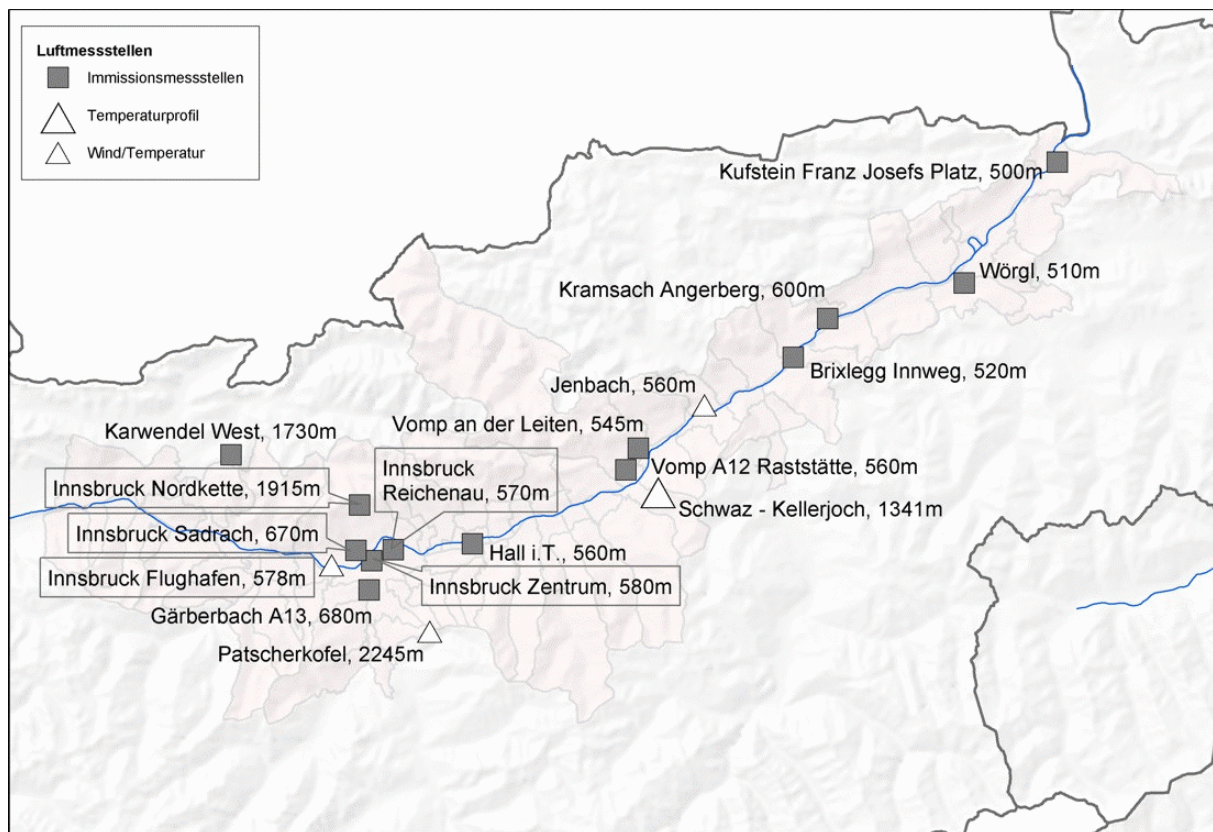 Luftmessstellen
Immissionsmessstellen
Temperaturprofil
Wind/Temperatur
Kufstein Franz Josefs Platz, 500m
Wörgl, 510m
Kramsach Angerberg, 600m
Brixlegg Innweg, 520m
Jenbach, 560m
Vomp an der Leiten, 545m
Karwendel West, 1730m
Innsbruck
Reichenau, 570m
Vomp A12 Raststätte, 560m
Innsbruck Nordkette, 1915m
Schwaz - Kellerjoch, 1341m
Innsbruck Sadrach, 670m
Hall i.T., 560m
Innsbruck Flughafen, 578m
Innsbruck Zentrum, 580m
Gärberbach A13, 680m
Patscherkofel, 2245m